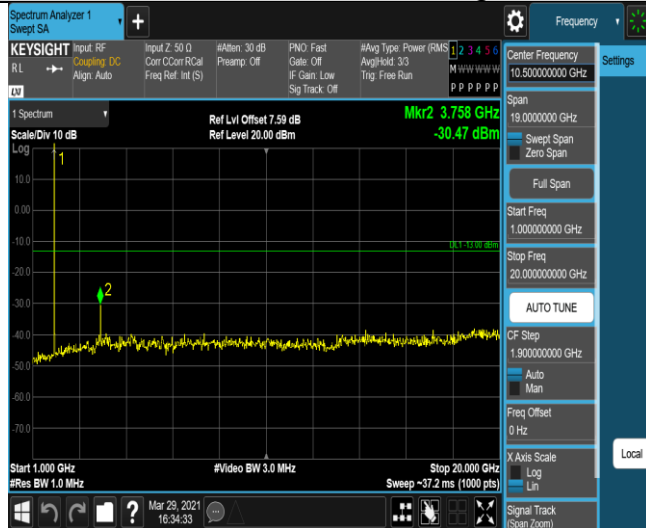 Spectrum Analyzer 1
Swept SA
+
Frequency
KEYSIGHT
RL
LXI
Input: RF
Coupling: DC
Align: Auto
Input Z: 50 Ω
Corr CCorr RCal
Freq Ref: Int (S)
#Atten: 30 dB
Preamp: Off
PNO: Fast
Gate: Off
IF Gain: Low
Sig Track: Off
#Avg Type: Power (RMS
Avg|Hold: 3/3
Trig: Free Run
1 2 3 4 5 6
M W W W W W
P P P P P P
1 Spectrum
Scale/Div 10 dB
Ref Lvl Offset 7.59 dB
Ref Level 20.00 dBm
Mkr2 3.758 GHz
-30.47 dBm
Log
1
10.0
0.00
-10.0
DL1 -13.00 dBm
-20.0
2
-30.0
-40.0
-50.0
-60.0
-70.0
Start 1.000 GHz
#Res BW 1.0 MHz
#Video BW 3.0 MHz
Stop 20.000 GHz
Sweep ~37.2 ms (1000 pts)
?
Mar 29, 2021
16:34:33
Center Frequency
10.500000000 GHz
Settings
Span
19.0000000 GHz
Swept Span
Zero Span
Full Span
Start Freq
1.000000000 GHz
Stop Freq
20.000000000 GHz
AUTO TUNE
CF Step
1.900000000 GHz
Auto
Man
Freq Offset
0 Hz
X Axis Scale
Log
Lin
Local
Signal Track
(Span Zoom)